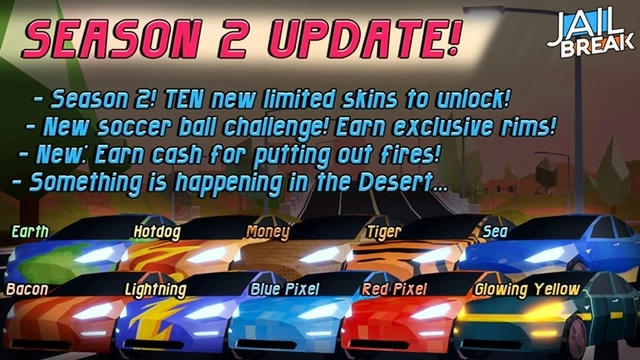 SEASON 2 UPDATE!
JAIL
BREAK
- Season 2! TEN new limited skins to unlock!
- New soccer ball challenge! Earn exclusive rims!
- New: Earn cash for putting out fires!
- Something is happening in the Desert...
Earth Hotdog Money Tiger Sea
Bacon Lightning Blue Pixel Red Pixel Glowing Yellow